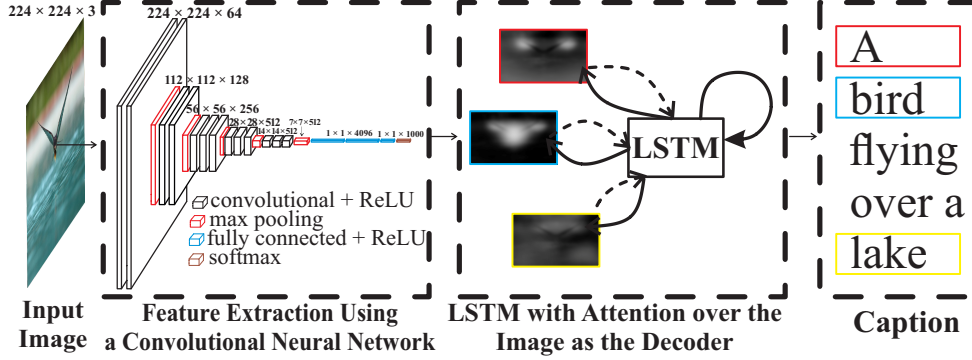 224 × 224 × 3
224 × 224 × 64
112 × 112 × 128
56 × 56 × 256
28×28×512
14×14×512
7×7×512
1 × 1 × 4096
1 × 1 × 1000
convolutional + ReLU
max pooling
fully connected + ReLU
softmax
LSTM
A
bird
flying
over a
lake
Input
Image
Feature Extraction Using
a Convolutional Neural Network
LSTM with Attention over the
Image as the Decoder
Caption